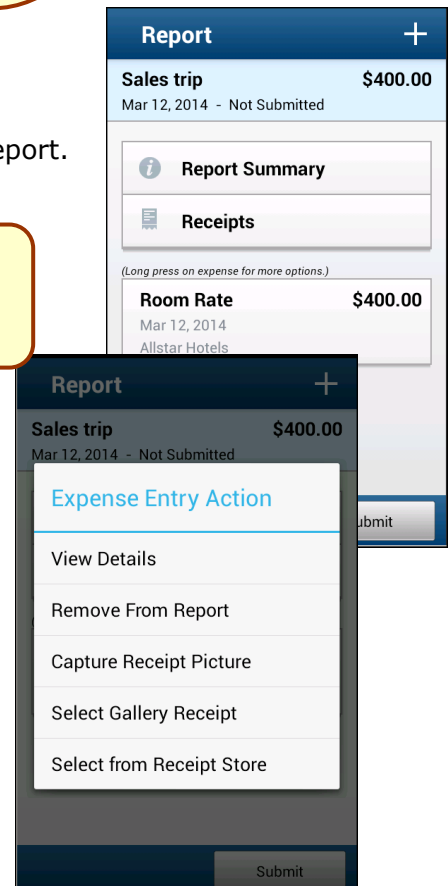 Report +
Sales trip $400.00
Mar 12, 2014 - Not Submitted
eport.
Report Summary
Receipts
(Long press on expense for more options.)
Room Rate $400.00
Mar 12, 2014
Allstar Hotels
ubmit
Report +
Sales trip $400.00
Mar 12, 2014 - Not Submitted
Expense Entry Action
View Details
Remove From Report
Capture Receipt Picture
Select Gallery Receipt
Select from Receipt Store
Submit